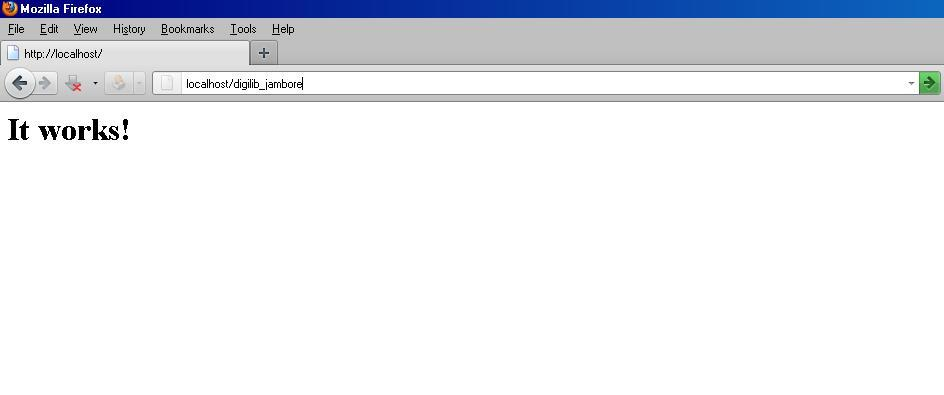 Mozilla Firefox
File Edit View History Bookmarks Tools Help
http://localhost/
localhost/digilib_jambore
It works!